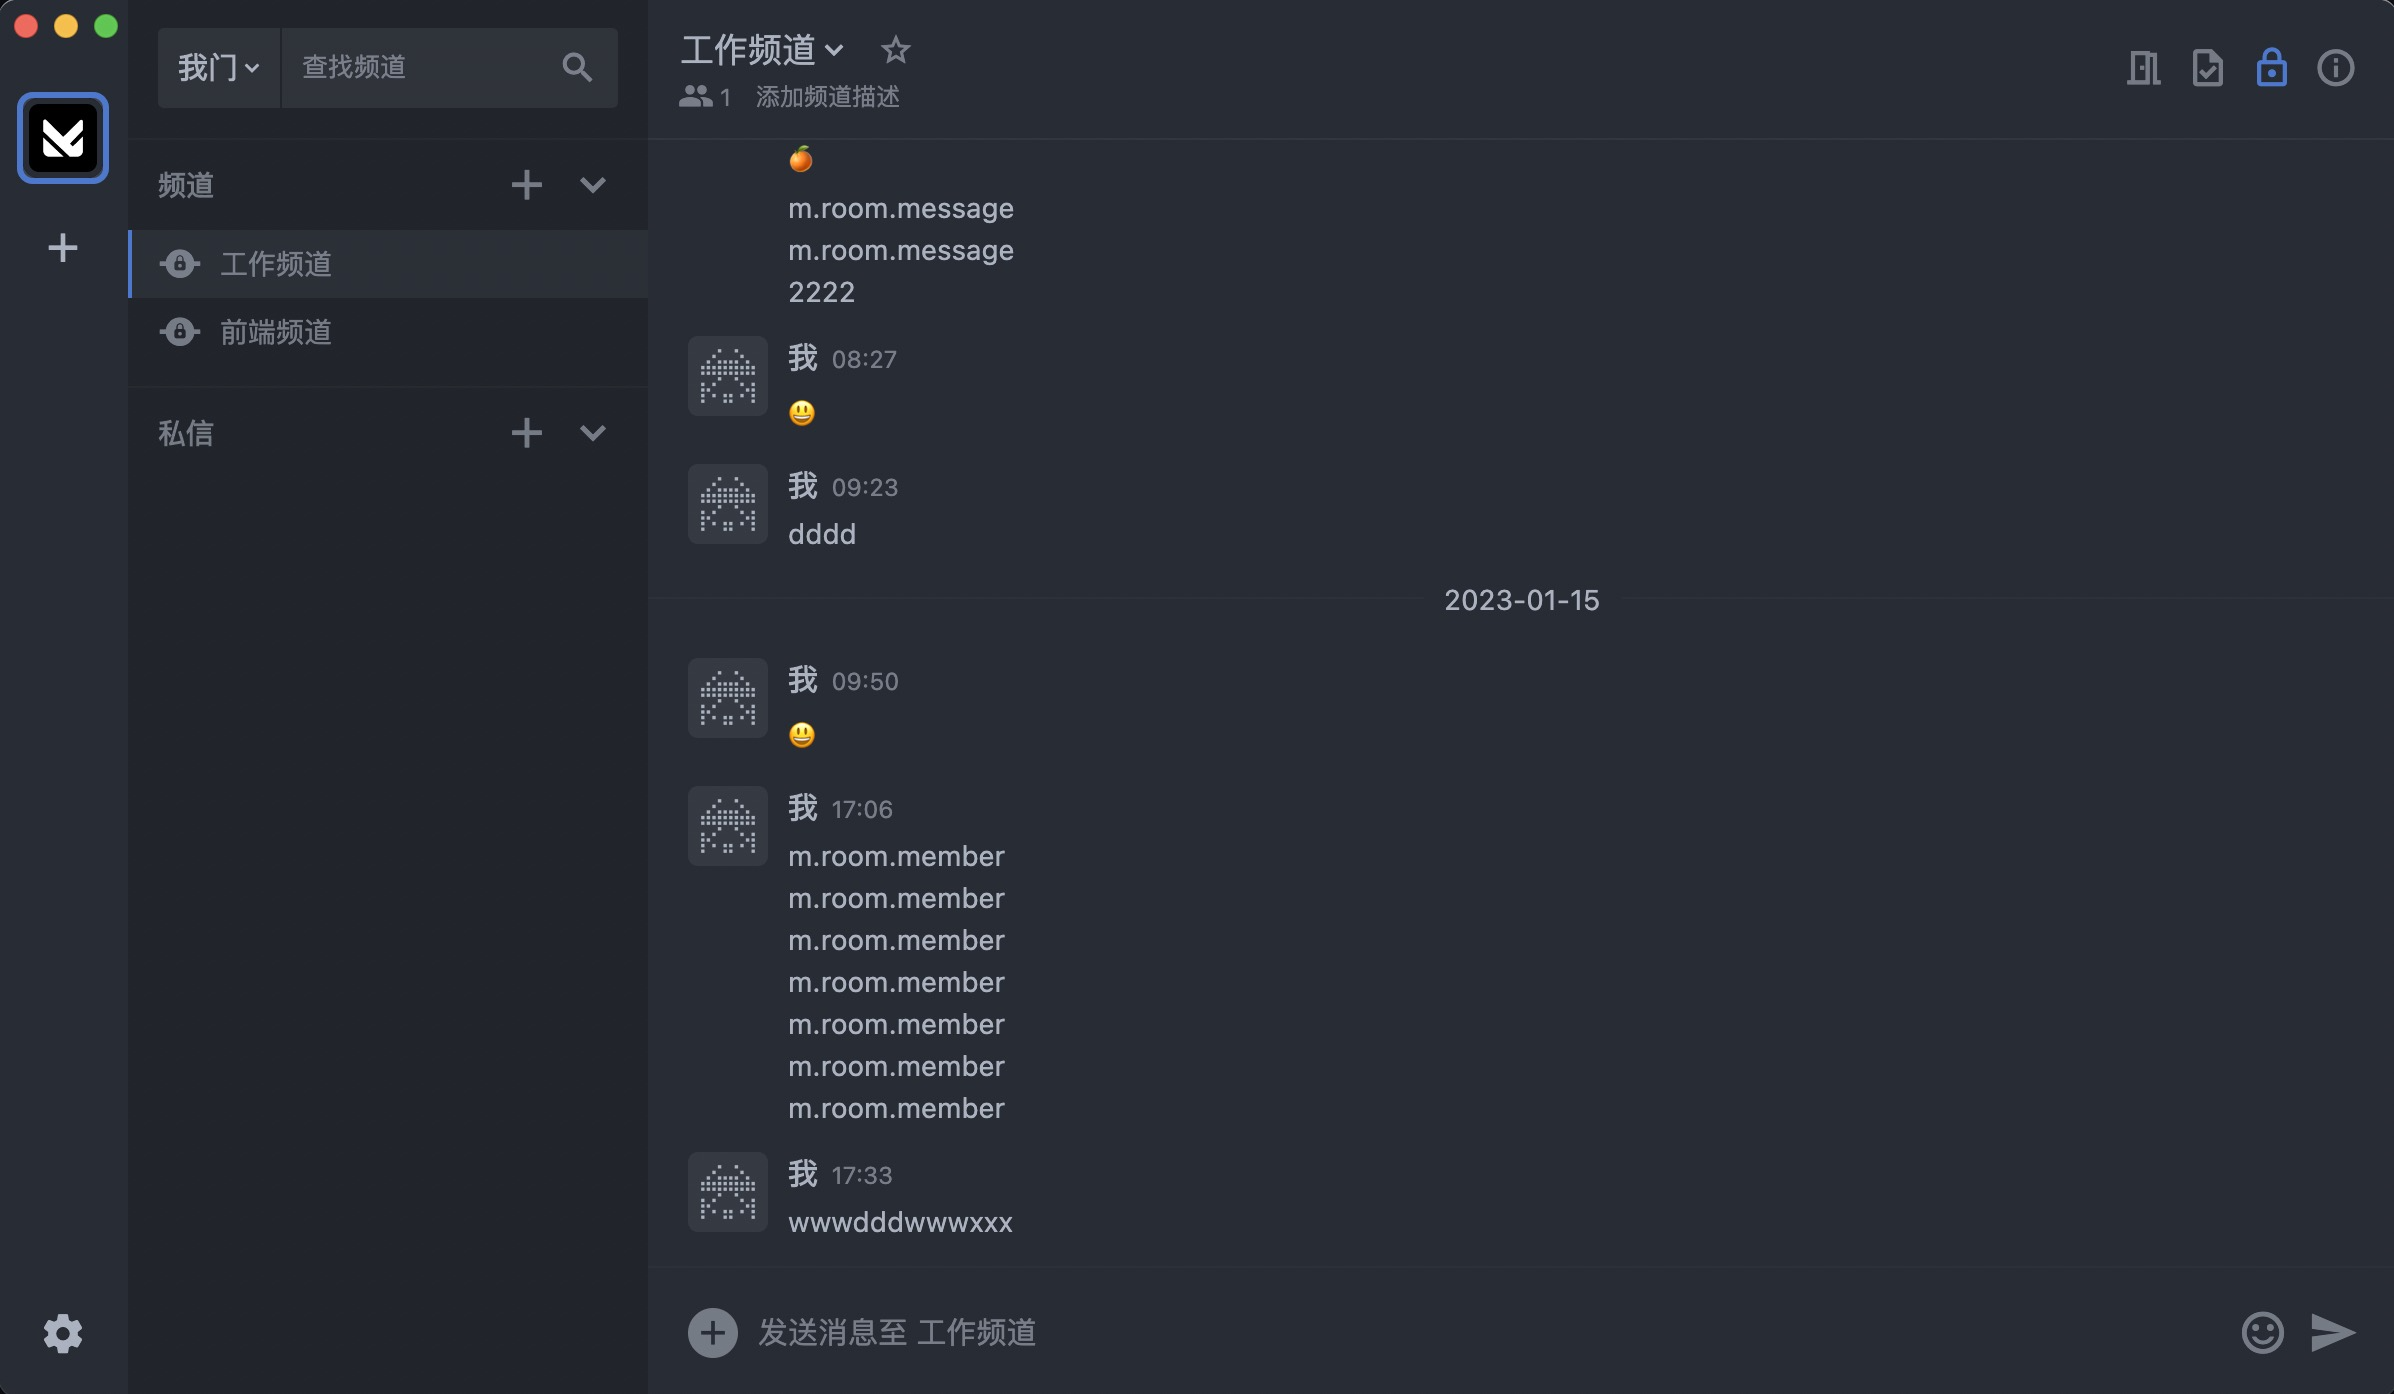 我门
查找频道
频道
工作频道
前端频道
私信
工作频道
1 添加频道描述
🍊
m.room.message
m.room.message
2222
我 08:27
😃
我 09:23
dddd
2023-01-15
我 09:50
😃
我 17:06
m.room.member
m.room.member
m.room.member
m.room.member
m.room.member
m.room.member
m.room.member
我 17:33
wwwdddwwwxxx
发送消息至 工作频道